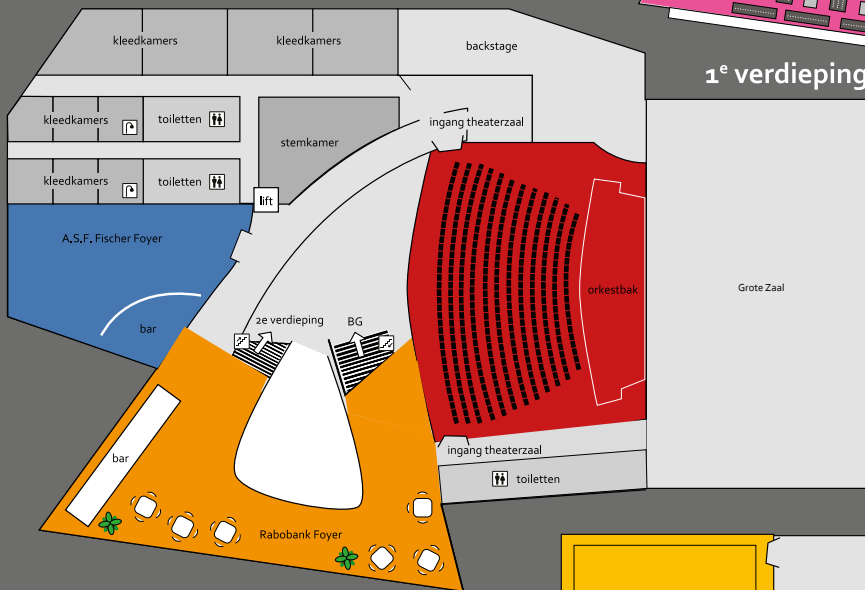 kleedkamers
kleedkamers
backstage
1e verdieping
kleedkamers
toiletten
ingang theaterzaal
stemkamer
kleedkamers
toiletten
lift
A.S.F. Fischer Foyer
orkestbak
Grote Zaal
bar
2e verdieping
BG
ingang theaterzaal
bar
toiletten
Rabobank Foyer